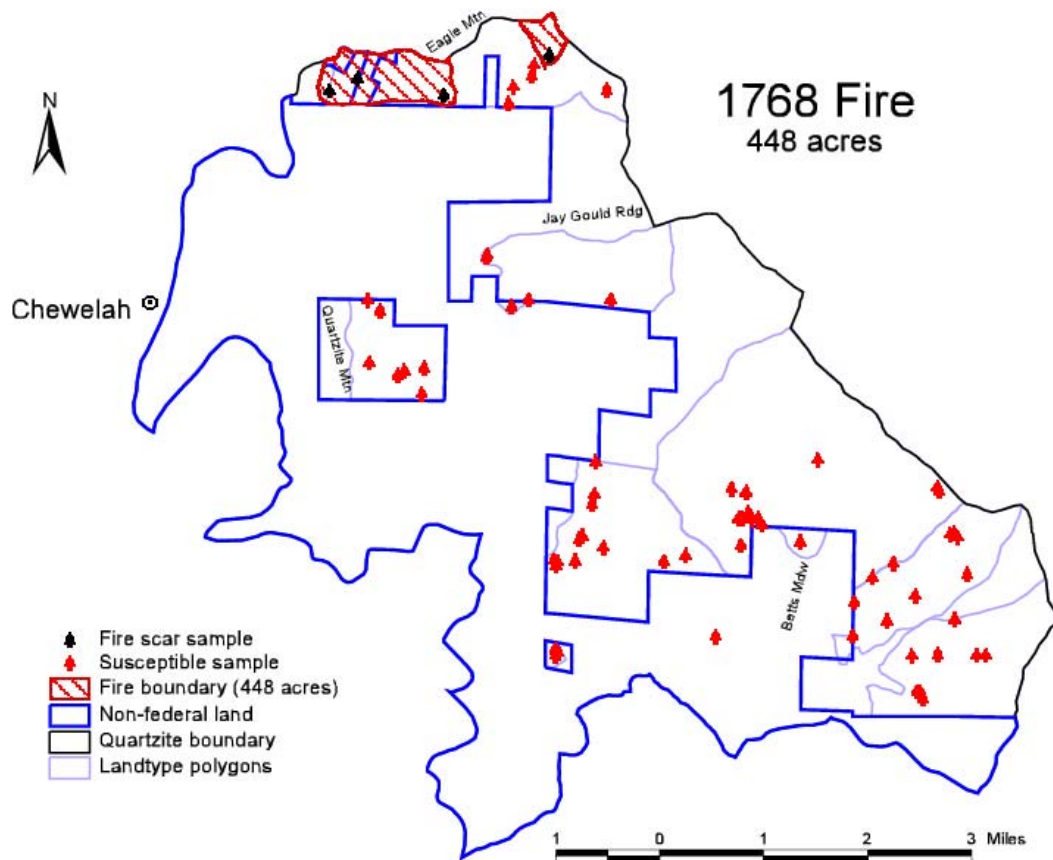 Eagle Mtn
N
1768 Fire
448 acres
Jay Gould Rdg
Chewelah
Quartzite Mtn
Betts Mdw
Fire scar sample
Susceptible sample
Fire boundary (448 acres)
Non-federal land
Quartzite boundary
Landtype polygons
1 0 1 2 3 Miles